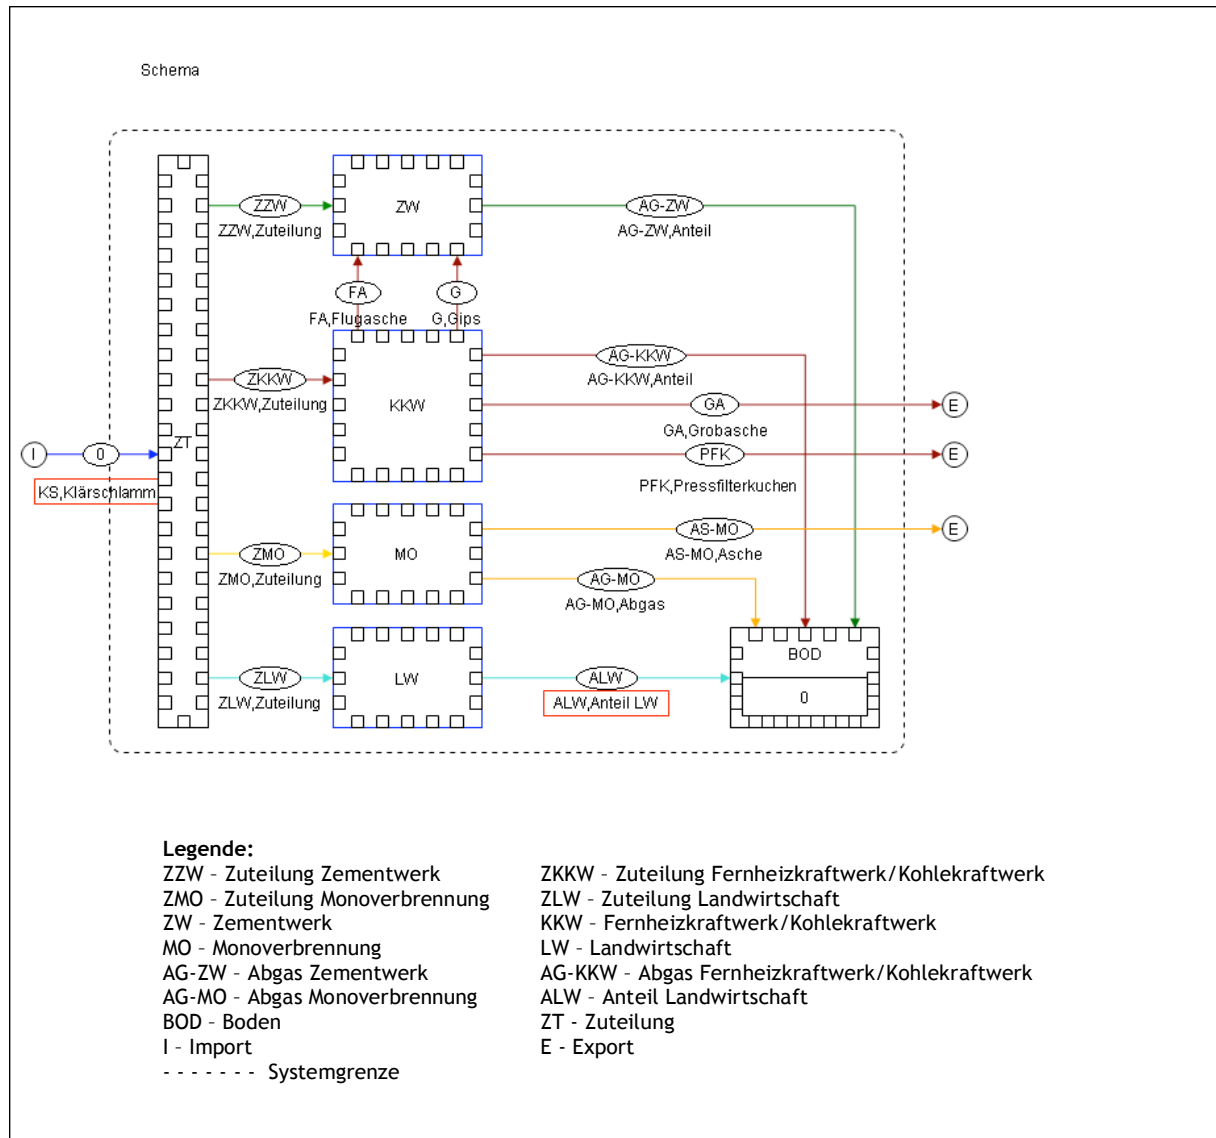 Schema
ZZW
ZZW,Zuteilung
ZW
AG-ZW
AG-ZW,Anteil
FA
FA,Flugasche
G
G,Gips
ZKKW
ZKKW,Zuteilung
KKW
AG-KKW
AG-KKW,Anteil
GA
GA,Grobasche
E
PFK
PFK,Pressfilterkuchen
E
I
0
ZT
KS,Klärschlamm
ZMO
ZMO,Zuteilung
MO
AS-MO
AS-MO,Asche
E
AG-MO
AG-MO,Abgas
ZLW
ZLW,Zuteilung
LW
ALW
ALW,Anteil LW
BOD
0
Legende:
ZZW – Zuteilung Zementwerk
ZKKW – Zuteilung Fernheizkraftwerk/Kohlekraftwerk
ZMO – Zuteilung Monoverbrennung
ZLW – Zuteilung Landwirtschaft
ZW – Zementwerk
KKW – Fernheizkraftwerk/Kohlekraftwerk
MO – Monoverbrennung
LW – Landwirtschaft
AG-ZW – Abgas Zementwerk
AG-KKW – Abgas Fernheizkraftwerk/Kohlekraftwerk
AG-MO – Abgas Monoverbrennung
ALW – Anteil Landwirtschaft
BOD – Boden
ZT - Zuteilung
I – Import
E - Export
- - - - - - - Systemgrenze